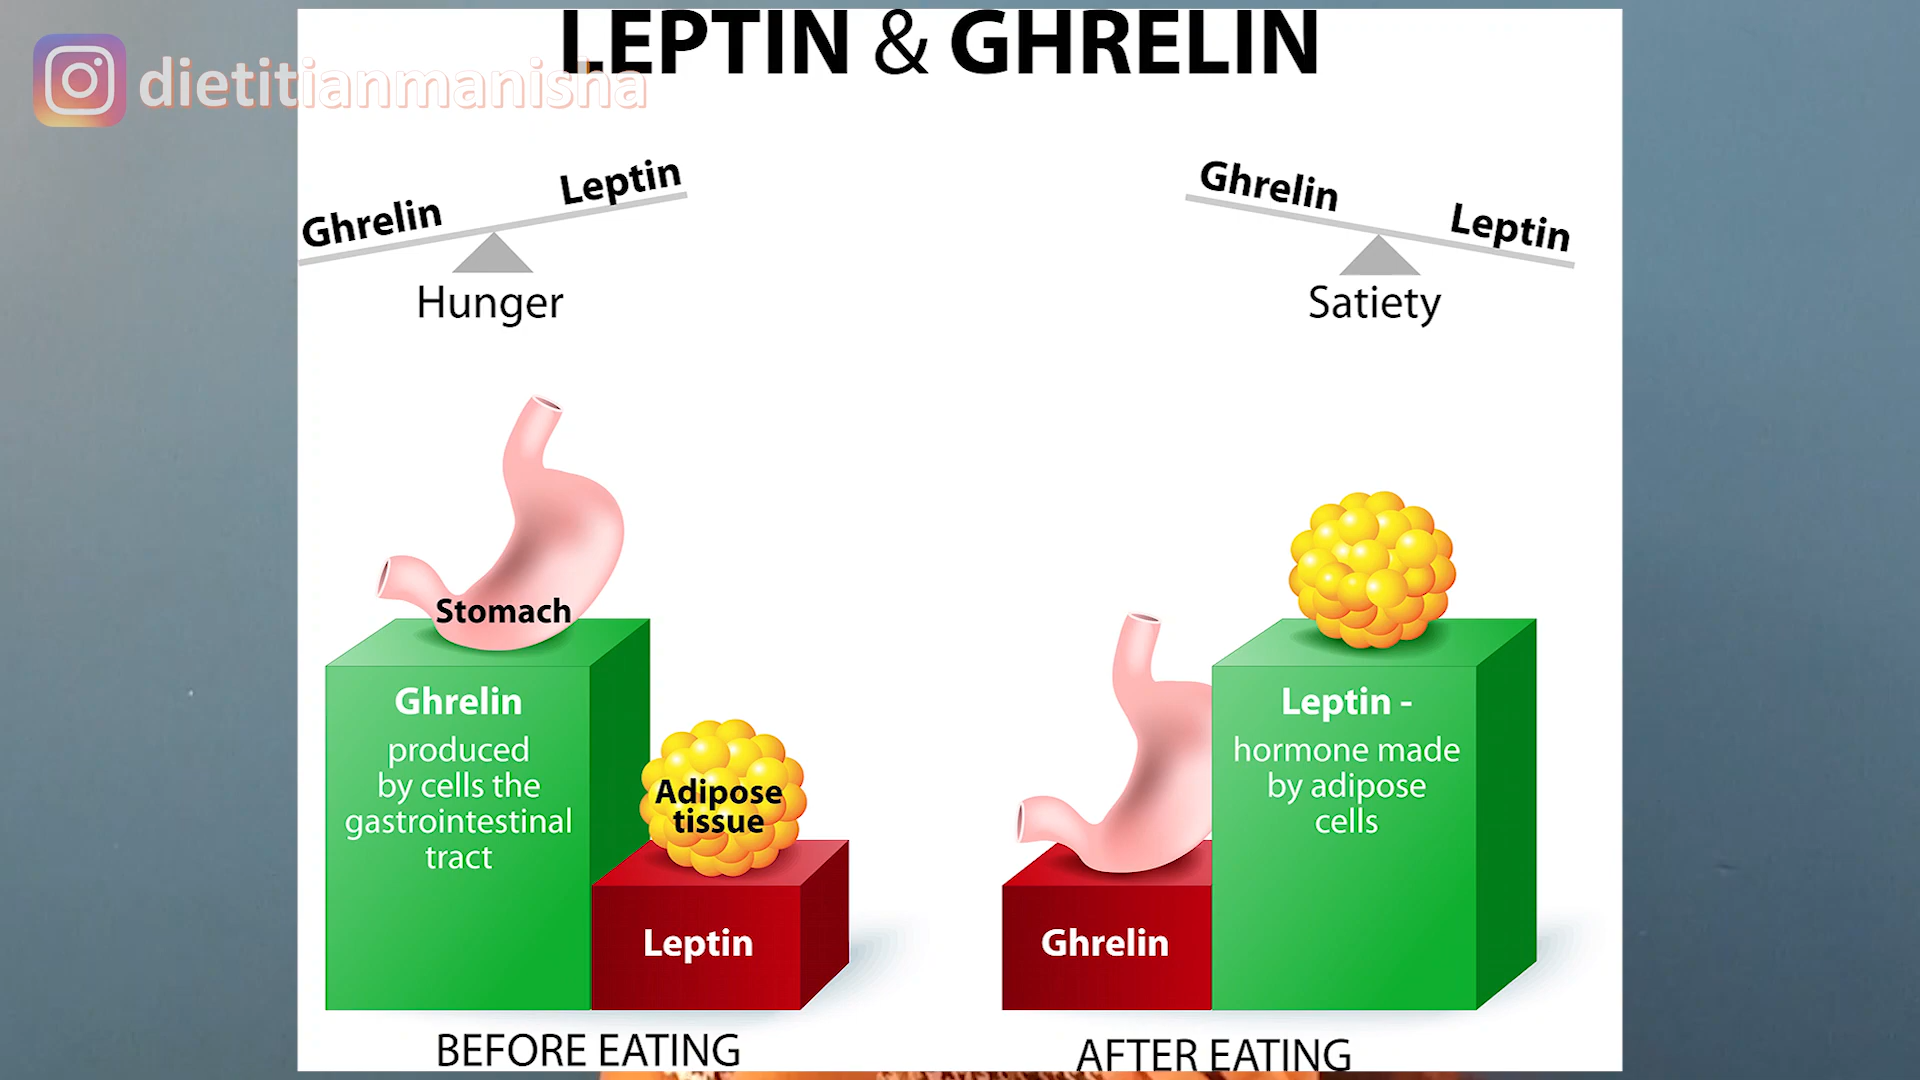 LEPTIN & GHRELIN
dietitianmanisha
Ghrelin
Leptin
Hunger
Ghrelin
Leptin
Satiety
Stomach
Ghrelin
produced
by cells the
gastrointestinal
tract
Adipose
tissue
Leptin
BEFORE EATING
Leptin -
hormone made
by adipose
cells
Ghrelin
AFTER EATING